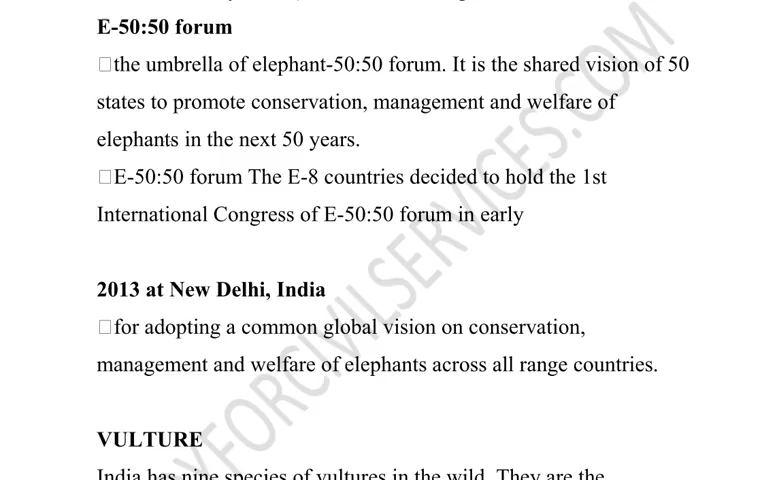 E-50:50 forum
the umbrella of elephant-50:50 forum. It is the shared vision of 50
states to promote conservation, management and welfare of
elephants in the next 50 years.
E-50:50 forum The E-8 countries decided to hold the 1st
International Congress of E-50:50 forum in early
2013 at New Delhi, India
for adopting a common global vision on conservation,
management and welfare of elephants across all range countries.
VULTURE
India has nine species of vultures in the wild. They are the
YFORCIVILSERVICES.COM